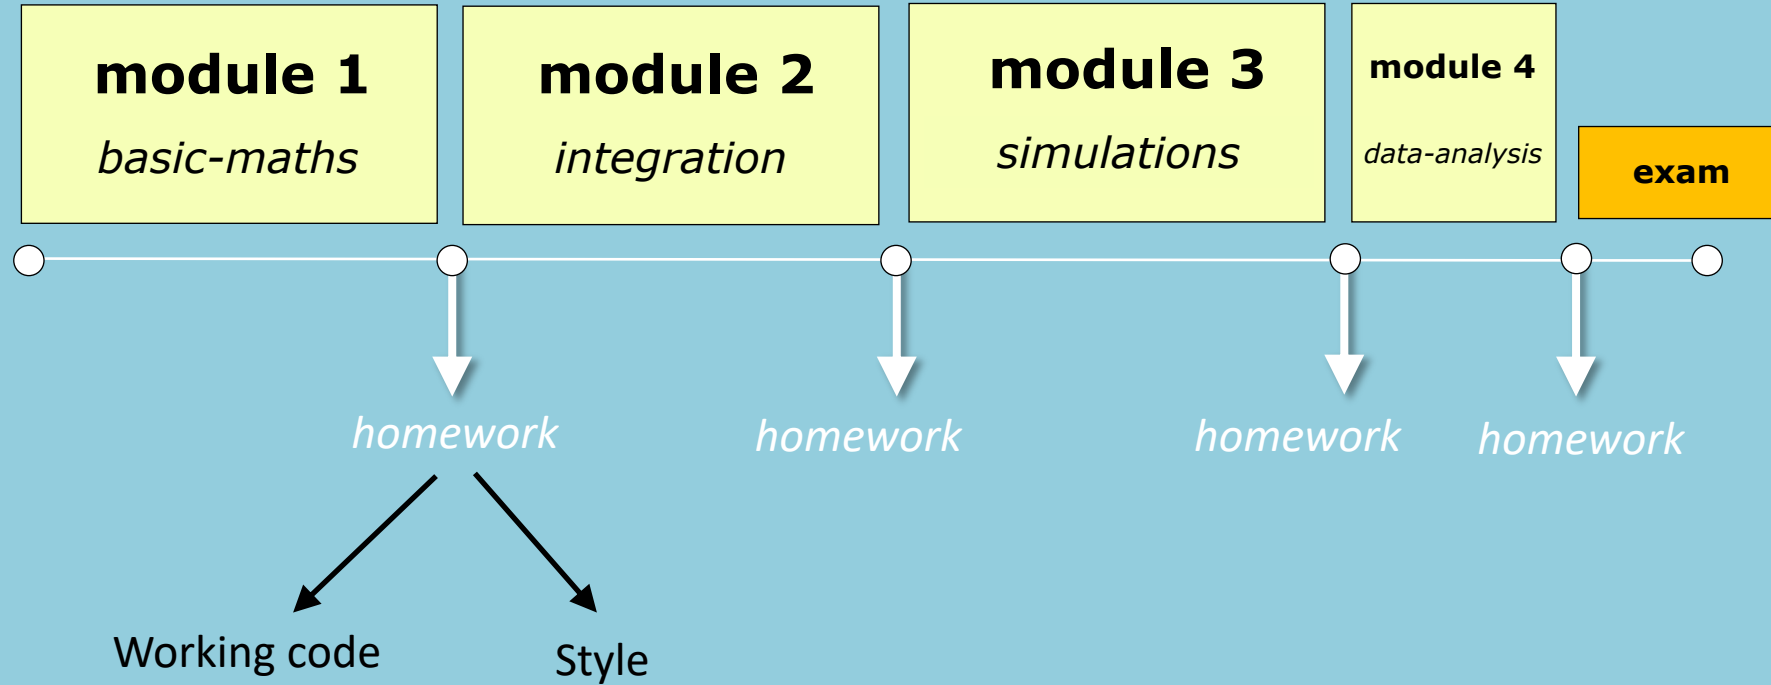 module 1
basic-maths
module 2
integration
module 3
simulations
module 4
data-analysis
exam
homework
homework
homework
homework
Working code
Style